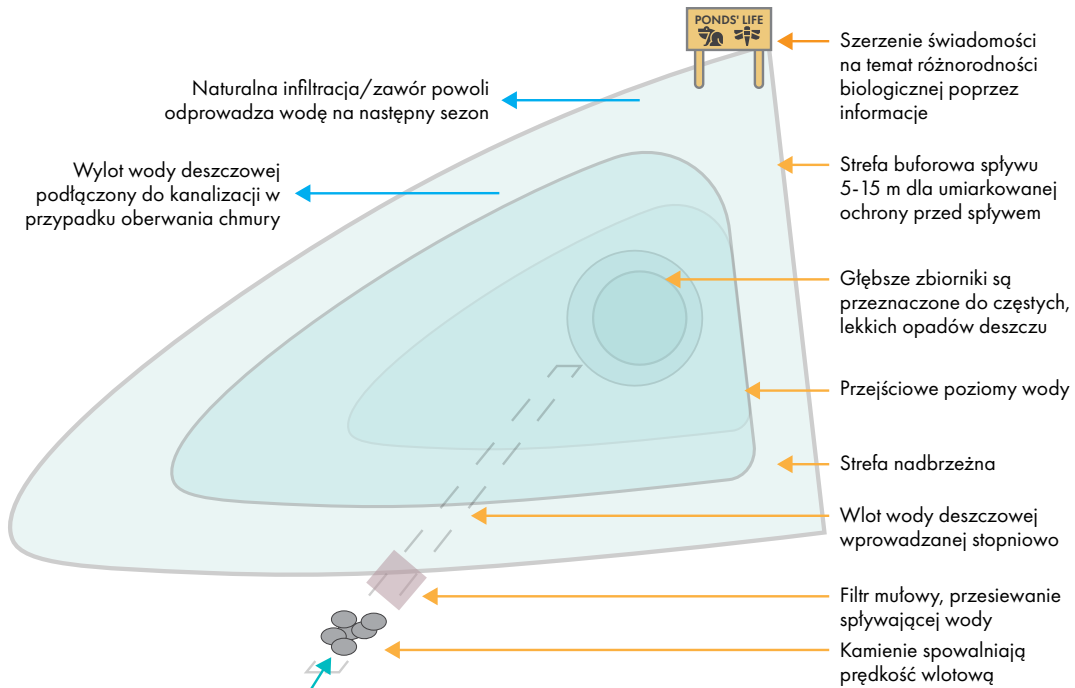 PONDS' LIFE
Szerzenie świadomości
na temat różnorodności
biologicznej poprzez
informacje
Naturalna infiltracja/zawór powoli
odprowadza wodę na następny sezon
Wylot wody deszczowej
podłączony do kanalizacji w
przypadku oberwania chmury
Strefa buforowa spływu
5-15 m dla umiarkowanej
ochrony przed spływem
Głębsze zbiorniki są
przeznaczone do częstych,
lekkich opadów deszczu
Przejściowe poziomy wody
Strefa nadbrzeżna
Wlot wody deszczowej
wprowadzanej stopniowo
Filtr mułowy, przesiewanie
spływającej wody
Kamienie spowalniają
prędkość wlotową